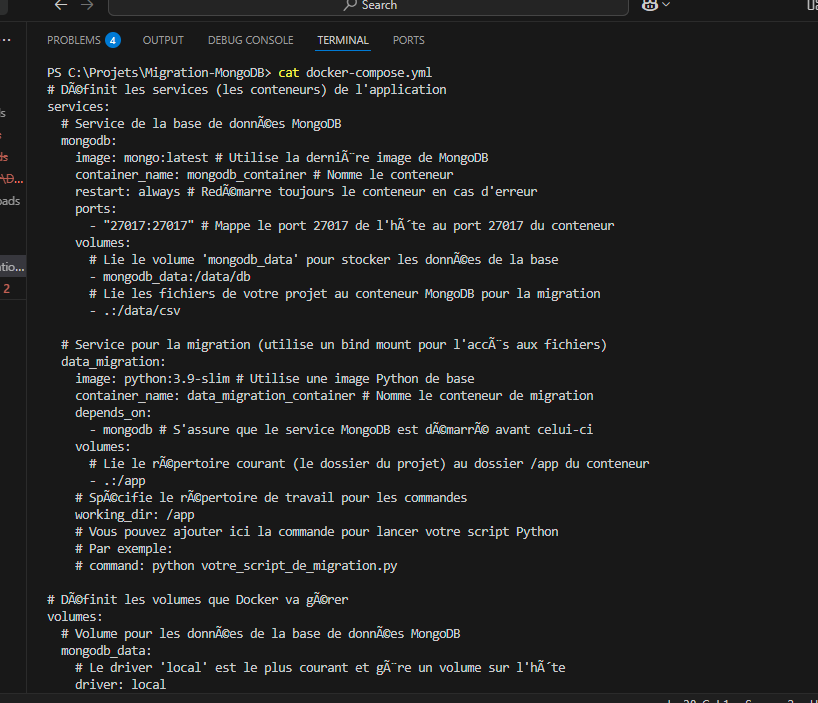 Search
PROBLEMS 4 OUTPUT DEBUG CONSOLE TERMINAL PORTS
PS C:\Projets\Migration-MongoDB> cat docker-compose.yml
# DÃ©finit les services (les conteneurs) de l'application
services:
  # Service de la base de donnÃ©es MongoDB
  mongodb:
    image: mongo:latest # Utilise la derniÃ¨re image de MongoDB
    container_name: mongodb_container # Nomme le conteneur
    restart: always # RedÃ©marre toujours le conteneur en cas d'erreur
    ports:
      - "27017:27017" # Mappe le port 27017 de l'hÃ´te au port 27017 du conteneur
    volumes:
      # Lie le volume 'mongodb_data' pour stocker les donnÃ©es de la base
      - mongodb_data:/data/db
      # Lie les fichiers de votre projet au conteneur MongoDB pour la migration
      - .:/data/csv
  # Service pour la migration (utilise un bind mount pour l'accÃ¨s aux fichiers)
  data_migration:
    image: python:3.9-slim # Utilise une image Python de base
    container_name: data_migration_container # Nomme le conteneur de migration
    depends_on:
      - mongodb # S'assure que le service MongoDB est dÃ©marrÃ© avant celui-ci
    volumes:
      # Lie le rÃ©pertoire courant (le dossier du projet) au dossier /app du conteneur
      - .:/app
    # SpÃ©cifie le rÃ©pertoire de travail pour les commandes
    working_dir: /app
    # Vous pouvez ajouter ici la commande pour lancer votre script Python
    # Par exemple:
    # command: python votre_script_de_migration.py
# DÃ©finit les volumes que Docker va gÃ©rer
volumes:
  # Volume pour les donnÃ©es de la base de donnÃ©es MongoDB
  mongodb_data:
    # Le driver 'local' est le plus courant et gÃ¨re un volume sur l'hÃ´te
    driver: local